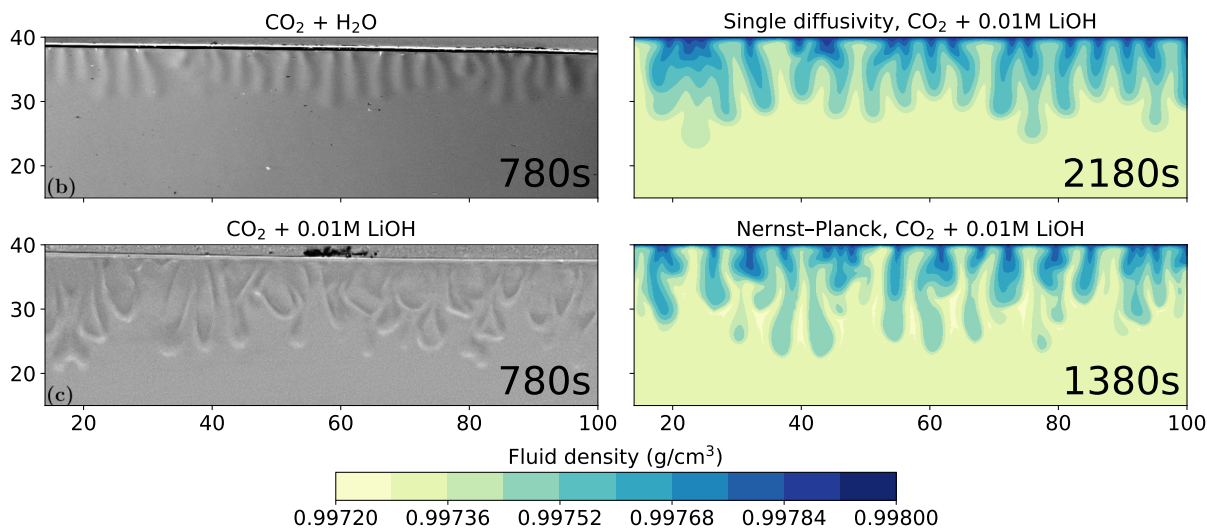 CO₂ + H₂O
Single diffusivity, CO₂ + 0.01M LiOH
40
30
20
(b)
780s
2180s
CO₂ + 0.01M LiOH
Nernst–Planck, CO₂ + 0.01M LiOH
40
30
20
(c)
780s
1380s
20 40 60 80 100
20 40 60 80 100
Fluid density (g/cm³)
0.99720 0.99736 0.99752 0.99768 0.99784 0.99800